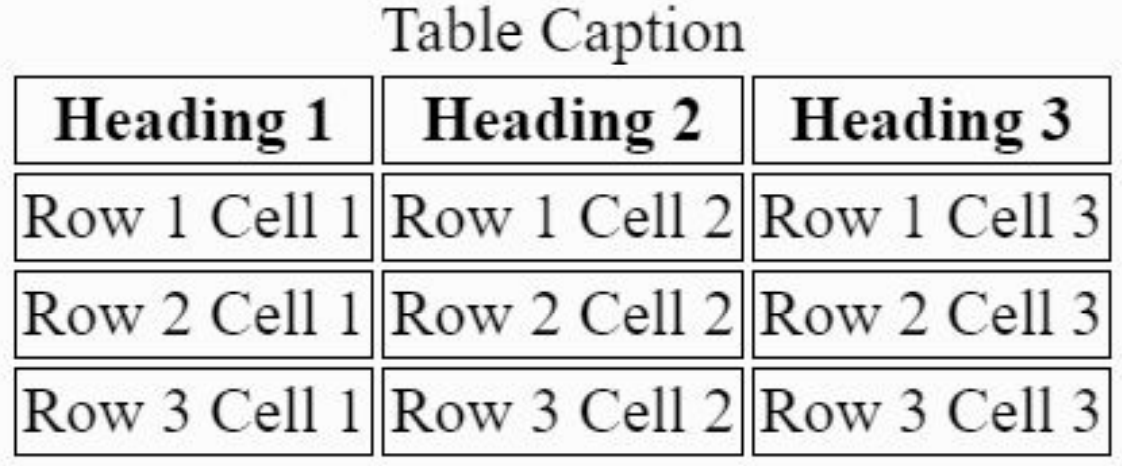 Table Caption
Heading 1 Heading 2 Heading 3
Row 1 Cell 1 Row 1 Cell 2 Row 1 Cell 3
Row 2 Cell 1 Row 2 Cell 2 Row 2 Cell 3
Row 3 Cell 1 Row 3 Cell 2 Row 3 Cell 3